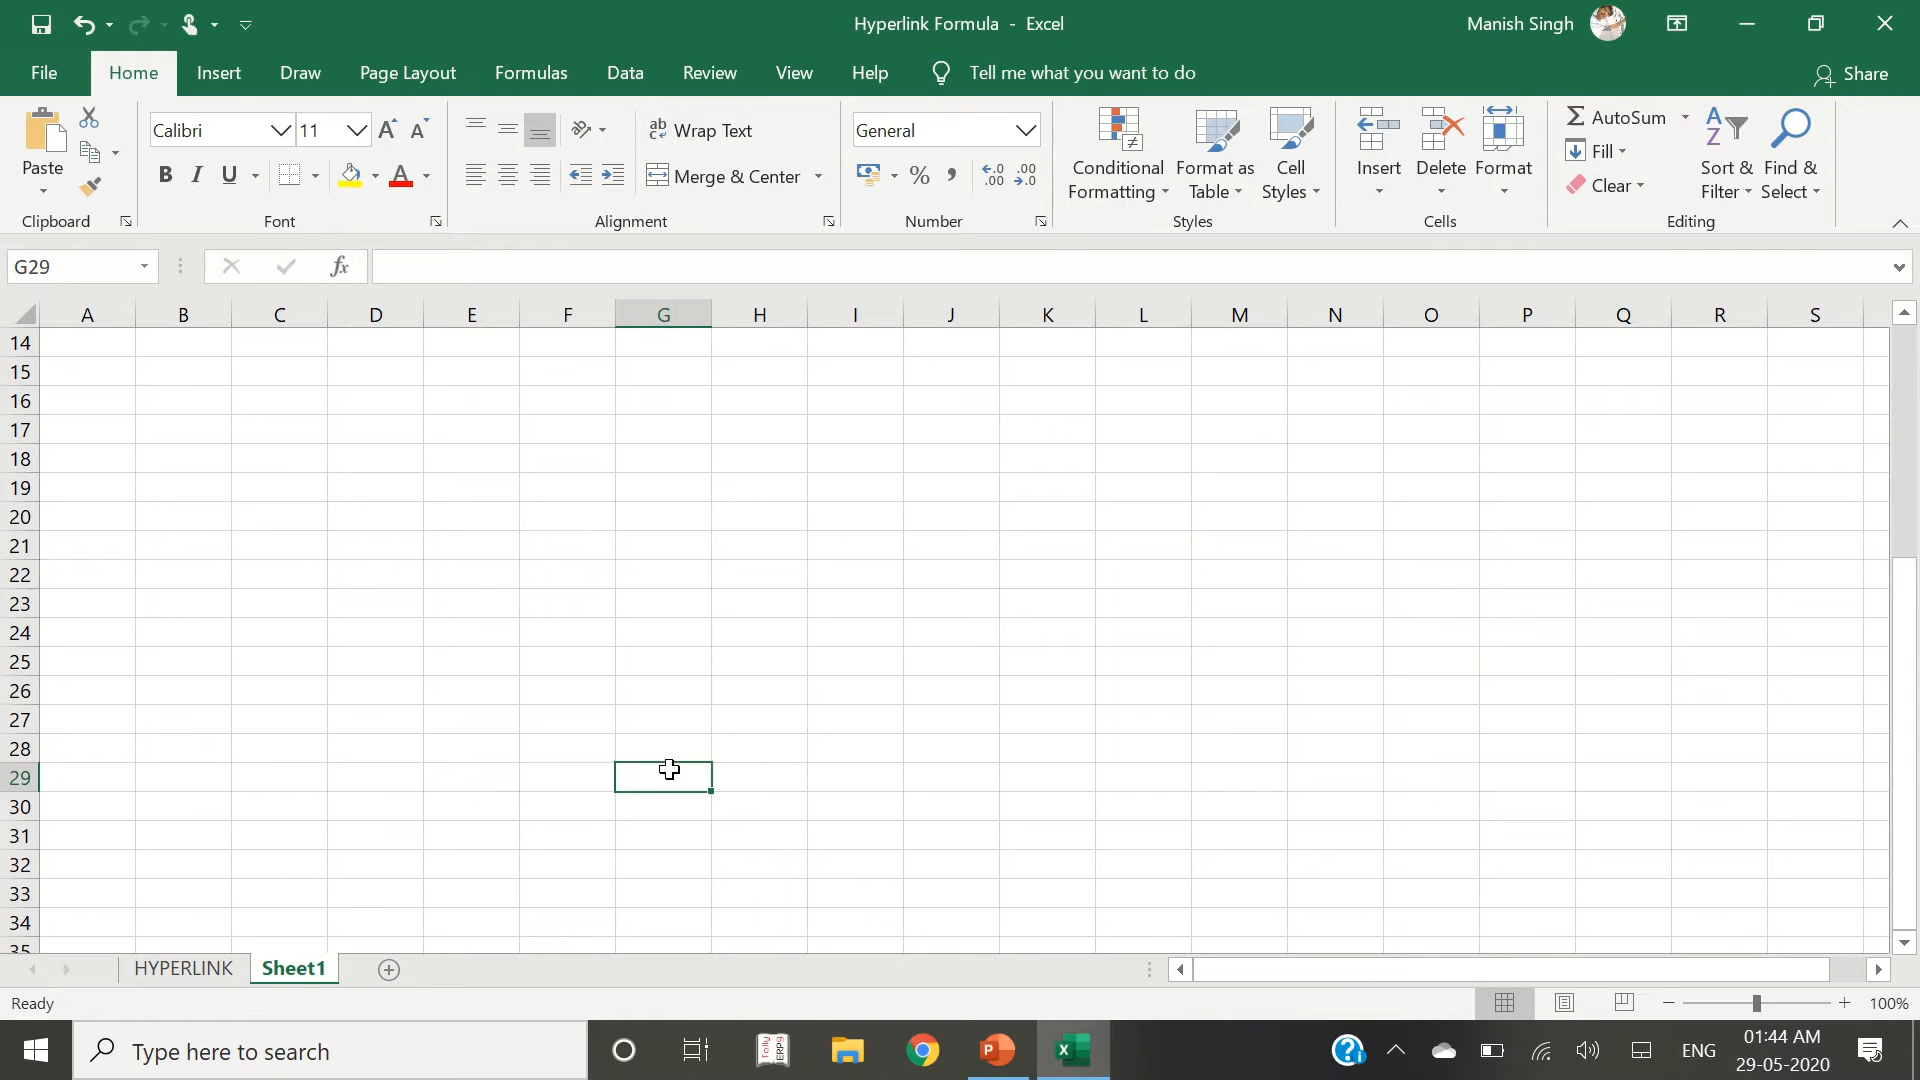 Hyperlink Formula - Excel
Manish Singh
File Home Insert Draw Page Layout Formulas Data Review View Help Tell me what you want to do Share
Paste
Clipboard
Calibri 11
B I U A
Font
ab Wrap Text
Merge & Center
Alignment
General
% , .00 .00
Number
Conditional Formatting
Format as Table
Cell Styles
Styles
Insert Delete Format
Cells
AutoSum
Fill
Clear
Sort & Filter
Find & Select
Editing
G29 fx
A B C D E F G H I J K L M N O P Q R S
14
15
16
17
18
19
20
21
22
23
24
25
26
27
28
29
30
31
32
33
34
35
HYPERLINK Sheet1
Ready 100%
Type here to search
ENG
01:44 AM
29-05-2020